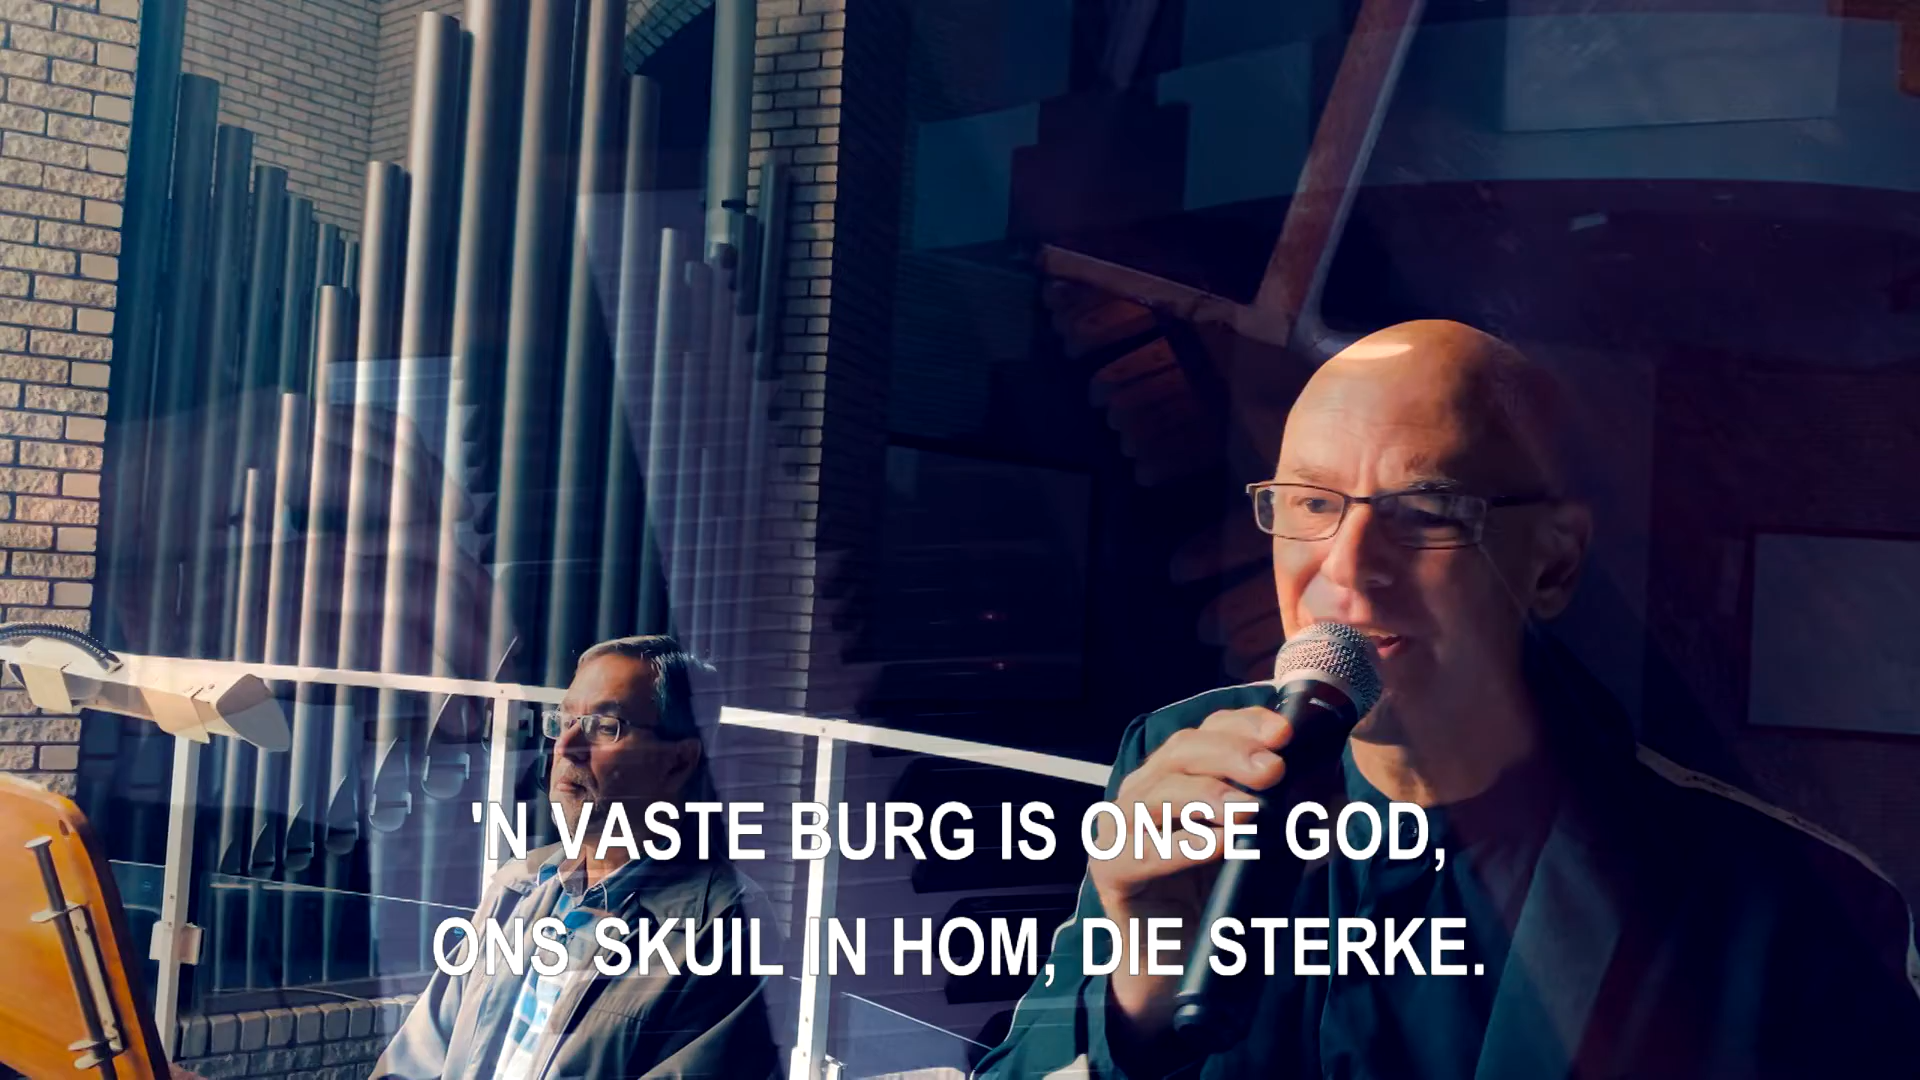 'N VASTE BURG IS ONSE GOD,
ONS SKUIL IN HOM, DIE STERKE.